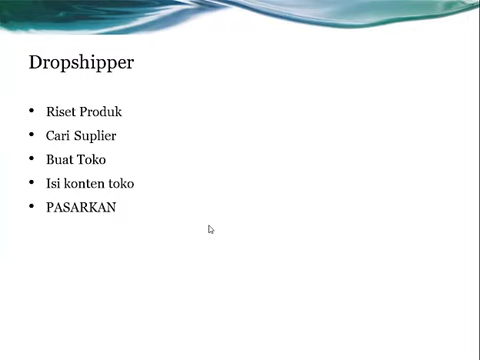 Dropshipper
• Riset Produk
• Cari Suplier
• Buat Toko
• Isi konten toko
• PASARKAN